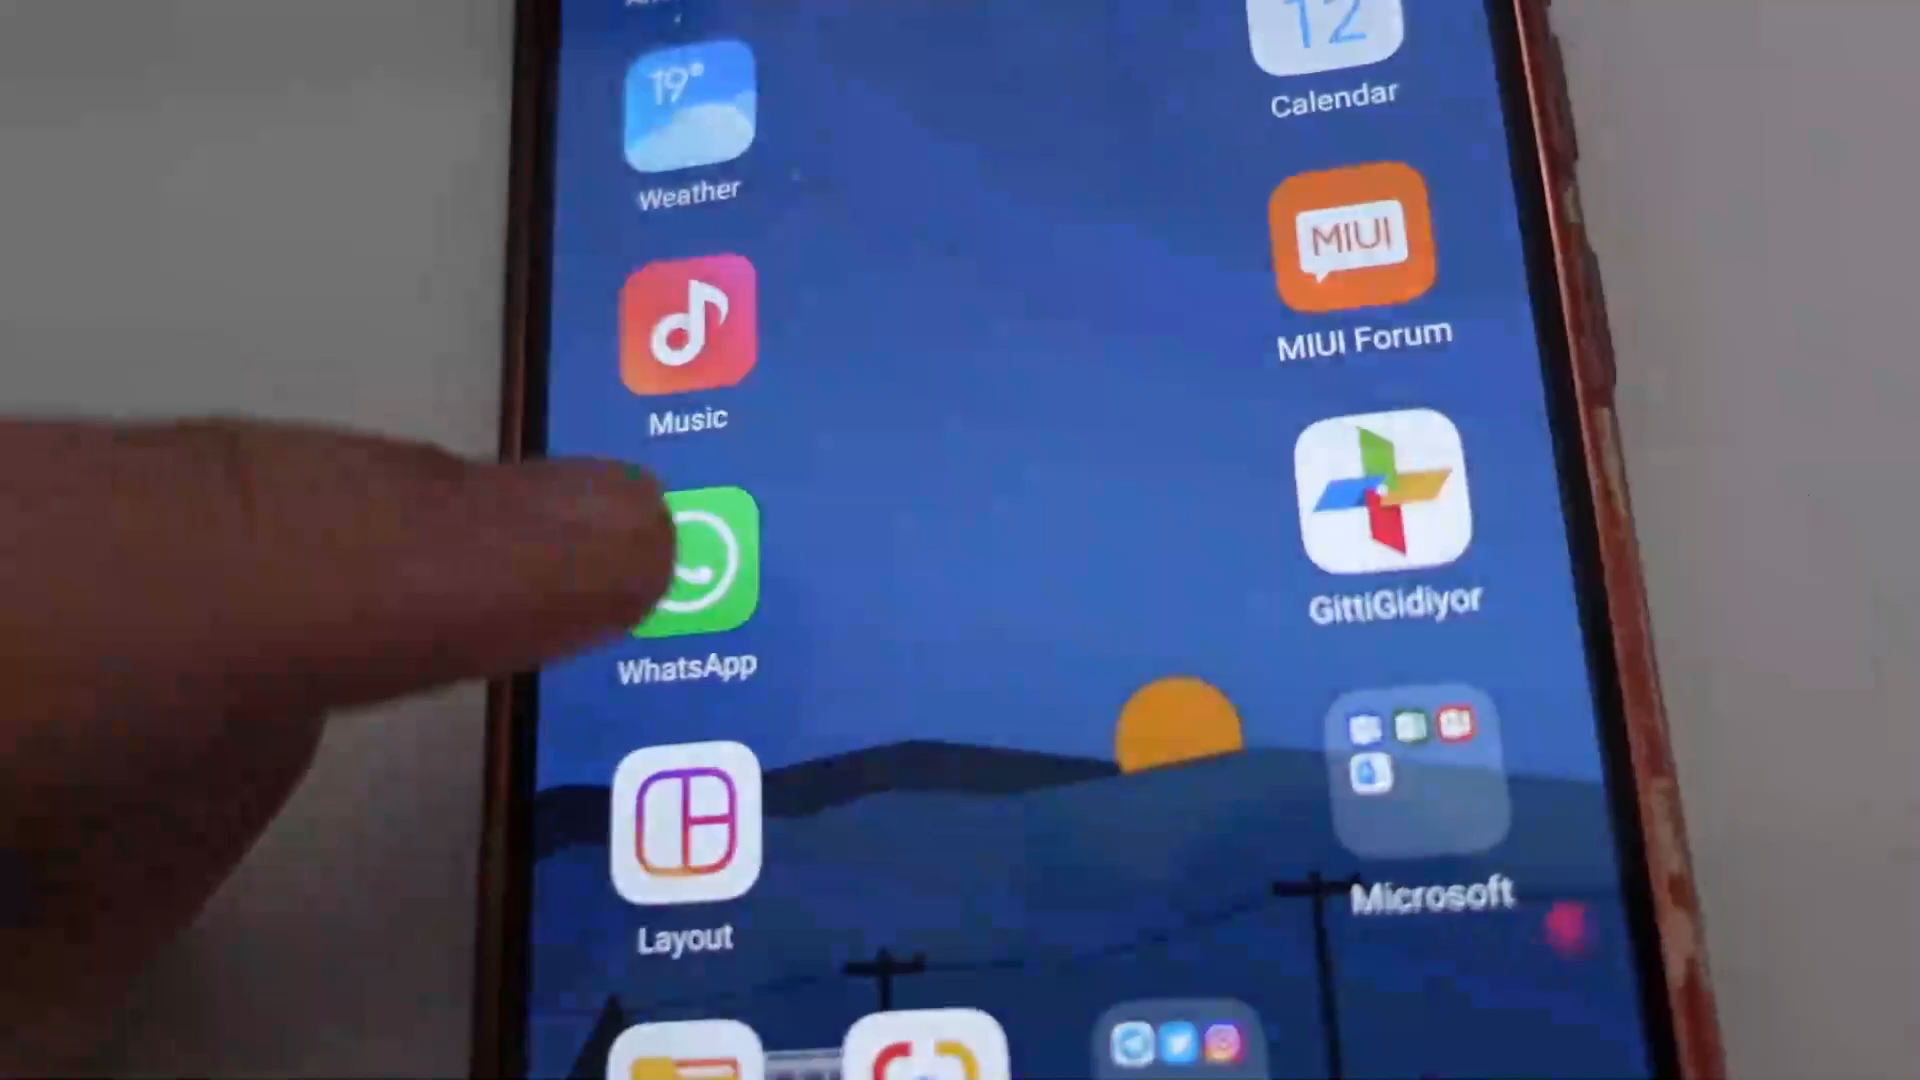 12
19°
Calendar
Weather
MIUI
MIUI Forum
Music
GittiGidiyor
WhatsApp
Microsoft
Layout